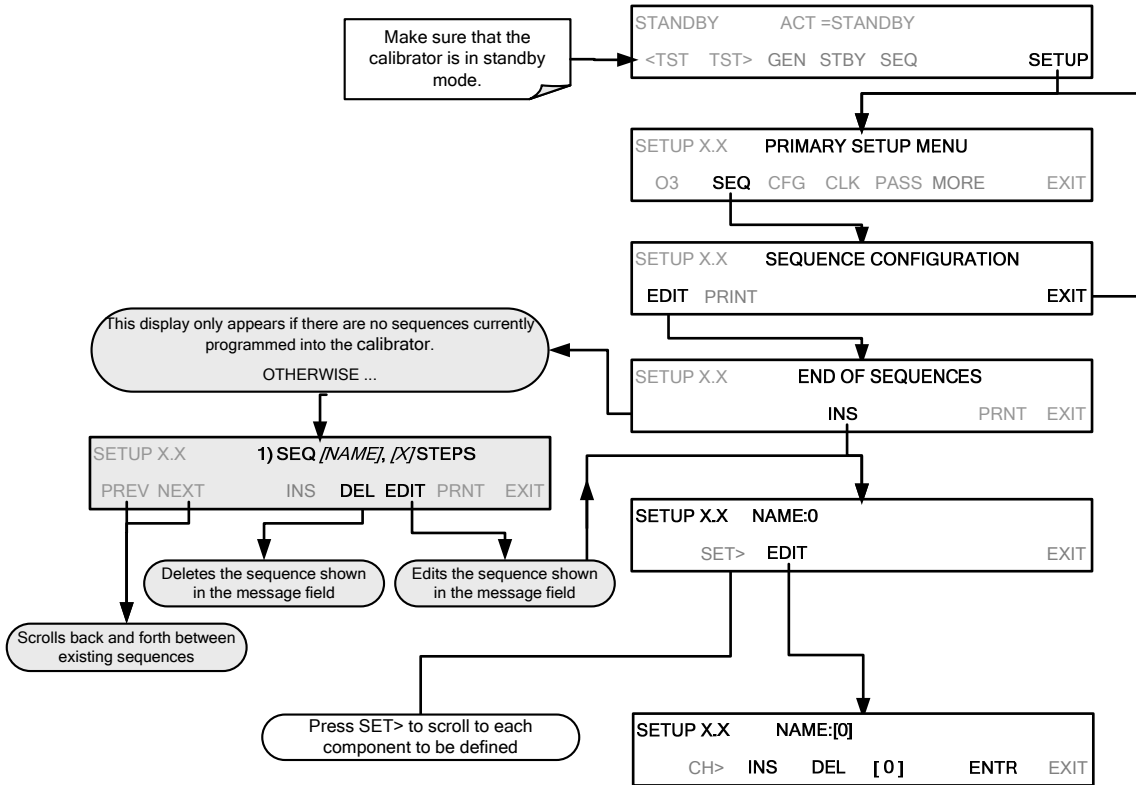 Make sure that the
calibrator is in standby
mode.
STANDBY ACT =STANDBY
<TST TST> GEN STBY SEQ SETUP
SETUP X.X PRIMARY SETUP MENU
O3 SEQ CFG CLK PASS MORE EXIT
SETUP X.X SEQUENCE CONFIGURATION
EDIT PRINT EXIT
This display only appears if there are no sequences currently
programmed into the calibrator.
OTHERWISE ...
SETUP X.X END OF SEQUENCES
INS PRNT EXIT
SETUP X.X 1) SEQ [NAME], [X] STEPS
PREV NEXT INS DEL EDIT PRNT EXIT
Deletes the sequence shown
in the message field
Edits the sequence shown
in the message field
Scrolls back and forth between
existing sequences
SETUP X.X NAME:0
SET> EDIT EXIT
Press SET> to scroll to each
component to be defined
SETUP X.X NAME:[0]
CH> INS DEL [ 0 ] ENTR EXIT